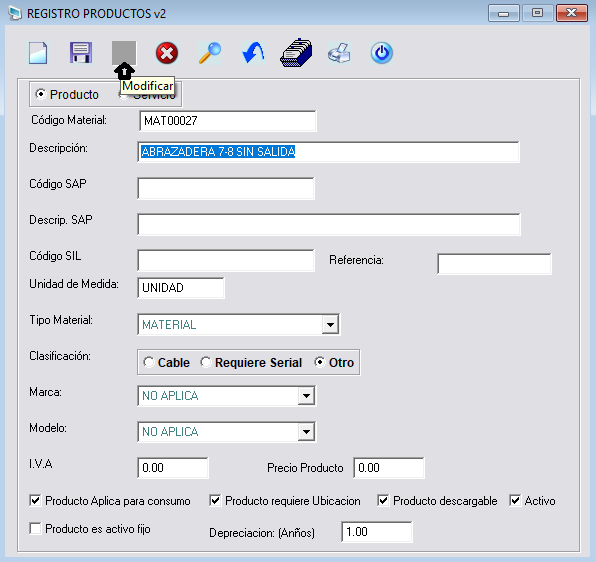 REGISTRO PRODUCTOS v2
Modificar
Producto Servicio
Código Material: MAT00027
Descripción: ABRAZADERA 7-8 SIN SALIDA
Código SAP
Descrip. SAP
Código SIL Referencia:
Unidad de Medida: UNIDAD
Tipo Material: MATERIAL
Clasificación: Cable Requiere Serial Otro
Marca: NO APLICA
Modelo: NO APLICA
I.V.A 0.00 Precio Producto 0.00
Producto Aplica para consumo Producto requiere Ubicacion Producto descargable Activo
Producto es activo fijo Depreciacion: (Anños) 1.00